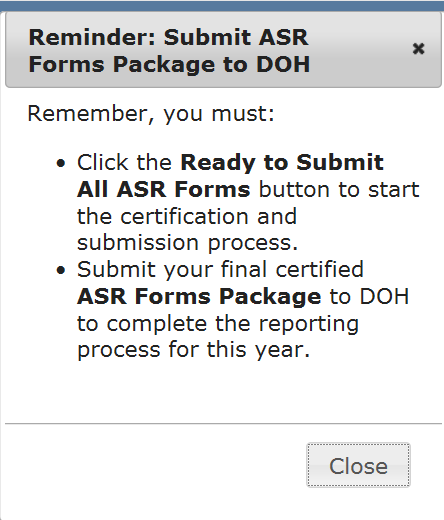 Reminder: Submit ASR
Forms Package to DOH
Remember, you must:
• Click the Ready to Submit
All ASR Forms button to start
the certification and
submission process.
• Submit your final certified
ASR Forms Package to DOH
to complete the reporting
process for this year.
Close